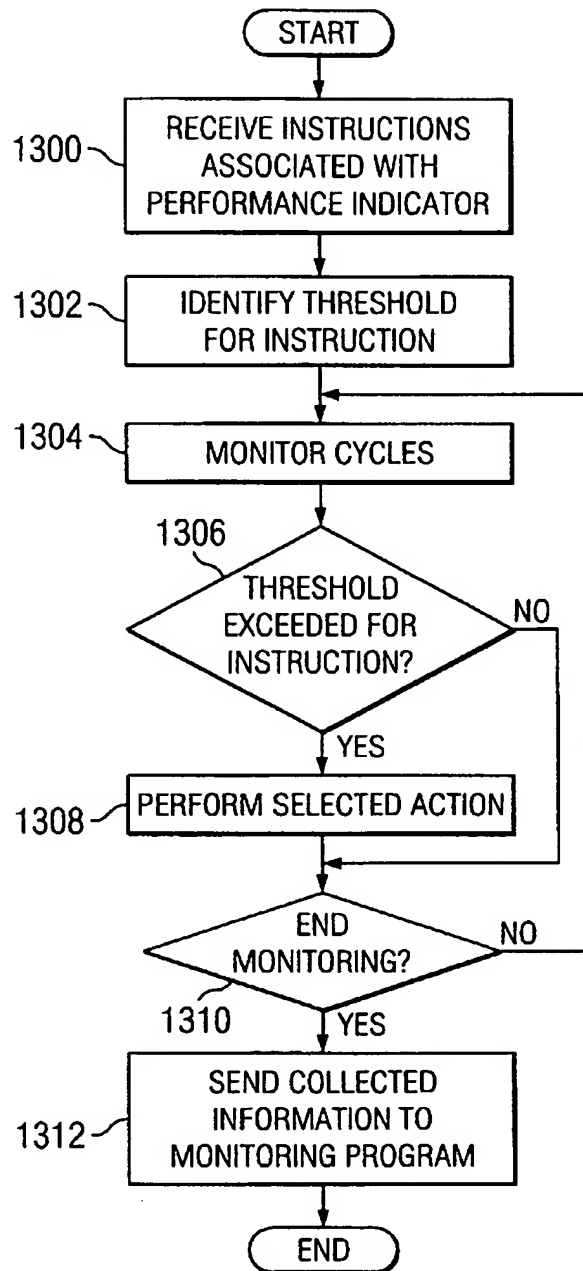 START
1300
RECEIVE INSTRUCTIONS
ASSOCIATED WITH
PERFORMANCE INDICATOR
1302
IDENTIFY THRESHOLD
FOR INSTRUCTION
1304
MONITOR CYCLES
1306
THRESHOLD
EXCEEDED FOR
INSTRUCTION?
NO
YES
1308
PERFORM SELECTED ACTION
END
MONITORING?
NO
1310
YES
1312
SEND COLLECTED
INFORMATION TO
MONITORING PROGRAM
END